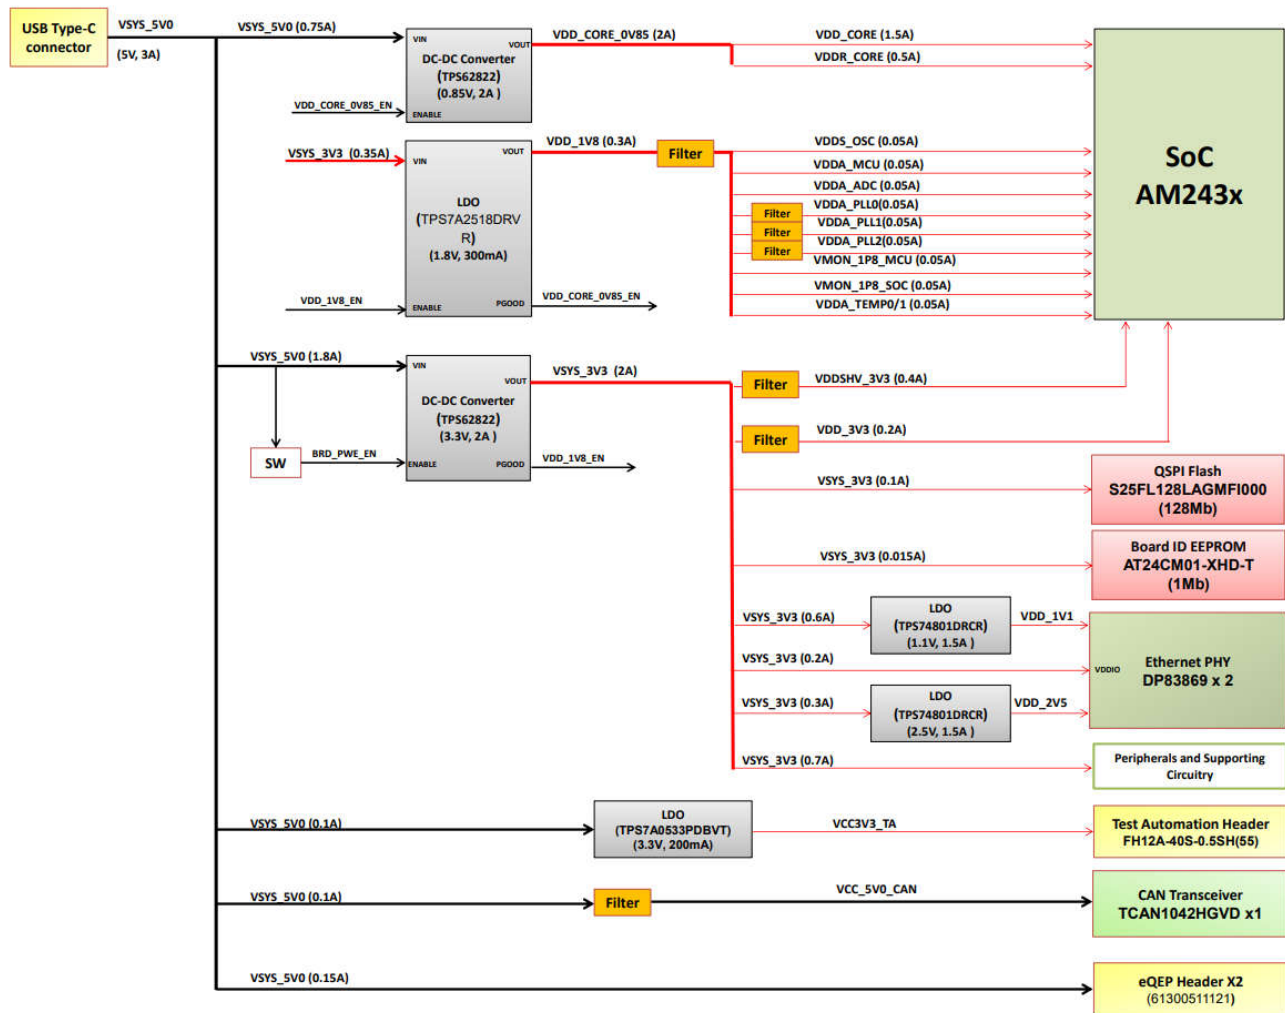 USB Type-C
connector
VSYS_5V0
(5V, 3A)
VSYS_5V0 (0.75A)
VIN
VOUT
DC-DC Converter
(TPS62822)
(0.85V, 2A )
ENABLE
VDD_CORE_0V85_EN
VDD_CORE_0V85 (2A)
VDD_CORE (1.5A)
VDDR_CORE (0.5A)
SoC
AM243x
VSYS_3V3 (0.35A)
VIN
VOUT
LDO
(TPS7A2518DRV
R)
(1.8V, 300mA)
ENABLE
PGOOD
VDD_1V8_EN
VDD_CORE_0V85_EN
VDD_1V8 (0.3A)
Filter
VDDS_OSC (0.05A)
VDDA_MCU (0.05A)
VDDA_ADC (0.05A)
VDDA_PLL0(0.05A)
Filter
VDDA_PLL1(0.05A)
Filter
VDDA_PLL2(0.05A)
Filter
VMON_1P8_MCU (0.05A)
VMON_1P8_SOC (0.05A)
VDDA_TEMP0/1 (0.05A)
VSYS_5V0 (1.8A)
VIN
VOUT
DC-DC Converter
(TPS62822)
(3.3V, 2A )
ENABLE
PGOOD
SW
BRD_PWE_EN
VDD_1V8_EN
VSYS_3V3 (2A)
Filter
VDDSHV_3V3 (0.4A)
Filter
VDD_3V3 (0.2A)
VSYS_3V3 (0.1A)
QSPI Flash
S25FL128LAGMFI000
(128Mb)
VSYS_3V3 (0.015A)
Board ID EEPROM
AT24CM01-XHD-T
(1Mb)
VSYS_3V3 (0.6A)
LDO
(TPS74801DRCR)
(1.1V, 1.5A )
VDD_1V1
VSYS_3V3 (0.2A)
VDDIO
Ethernet PHY
DP83869 x 2
VSYS_3V3 (0.3A)
LDO
(TPS74801DRCR)
(2.5V, 1.5A )
VDD_2V5
VSYS_3V3 (0.7A)
Peripherals and Supporting
Circuitry
VSYS_5V0 (0.1A)
LDO
(TPS7A0533PDBVT)
(3.3V, 200mA)
VCC3V3_TA
Test Automation Header
FH12A-40S-0.5SH(55)
VSYS_5V0 (0.1A)
Filter
VCC_5V0_CAN
CAN Transceiver
TCAN1042HGVD x1
VSYS_5V0 (0.15A)
eQEP Header X2
(61300511121)